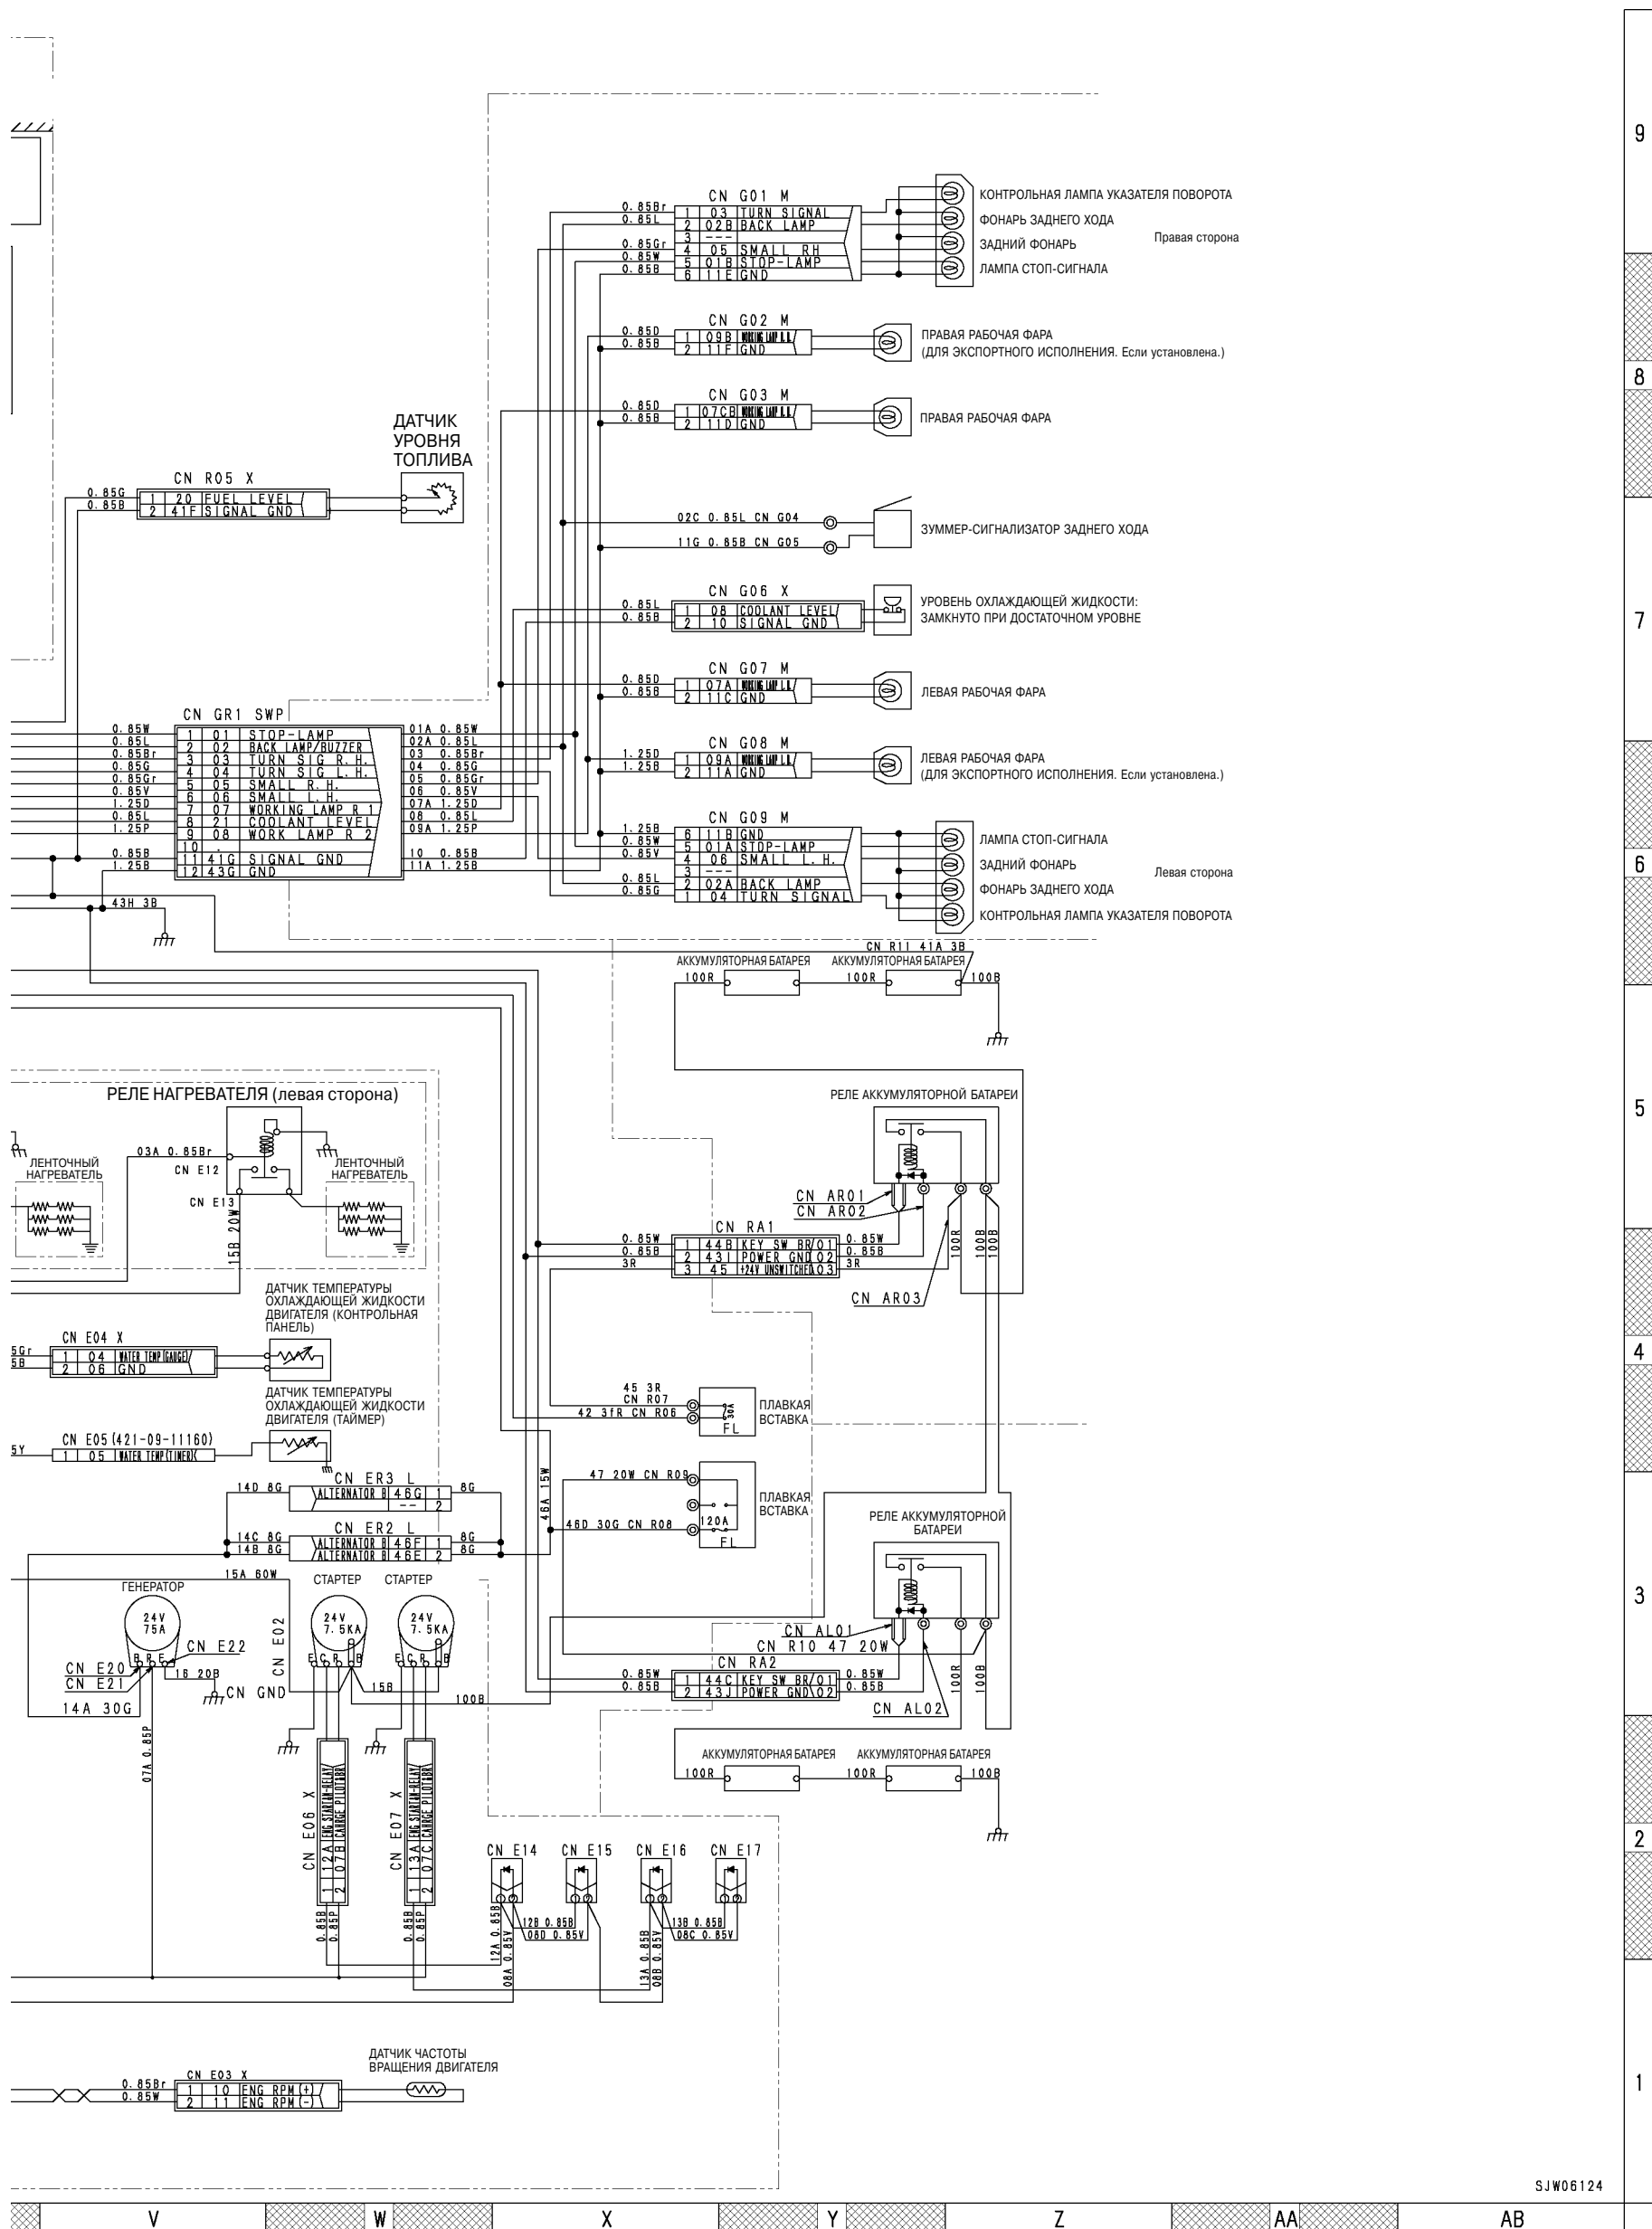 9
CN G01 M
0.85Br 1 03 TURN SIGNAL
0.85L 2 02B BACK LAMP
3 ---
0.85Gr 4 05 SMALL RH
0.85W 5 01B STOP-LAMP
0.85B 6 11E GND
КОНТРОЛЬНАЯ ЛАМПА УКАЗАТЕЛЯ ПОВОРОТА
ФОНАРЬ ЗАДНЕГО ХОДА
ЗАДНИЙ ФОНАРЬ
Правая сторона
ЛАМПА СТОП-СИГНАЛА
CN G02 M
0.85D 1 09B
0.85B 2 11F GND
ПРАВАЯ РАБОЧАЯ ФАРА
(ДЛЯ ЭКСПОРТНОГО ИСПОЛНЕНИЯ. Если установлена.)
8
CN G03 M
0.85D 1 07CB
0.85B 2 11D GND
ПРАВАЯ РАБОЧАЯ ФАРА
ДАТЧИК
УРОВНЯ
ТОПЛИВА
CN R05 X
0.85G 1 20 FUEL LEVEL
0.85B 2 41F SIGNAL GND
02C 0.85L CN G04
11G 0.85B CN G05
ЗУММЕР-СИГНАЛИЗАТОР ЗАДНЕГО ХОДА
CN G06 X
0.85L 1 08 COOLANT LEVEL
0.85B 2 10 SIGNAL GND
УРОВЕНЬ ОХЛАЖДАЮЩЕЙ ЖИДКОСТИ:
ЗАМКНУТО ПРИ ДОСТАТОЧНОМ УРОВНЕ
7
CN G07 M
0.85D 1 07A
0.85B 2 11C GND
ЛЕВАЯ РАБОЧАЯ ФАРА
CN GR1 SWP
0.85W 1 01 STOP-LAMP 01A 0.85W
0.85L 2 02 BACK LAMP/BUZZER 02A 0.85L
0.85Br 3 03 TURN SIG R.H. 03 0.85Br
0.85G 4 04 TURN SIG L.H. 04 0.85G
0.85Gr 5 05 SMALL R.H. 05 0.85Gr
0.85V 6 06 SMALL L.H. 06 0.85V
1.25D 7 07 WORKING LAMP R 1 07A 1.25D
0.85L 8 21 COOLANT LEVEL 08 0.85L
1.25P 9 08 WORK LAMP R 2 09A 1.25P
10 .
0.85B 11 41G SIGNAL GND 10 0.85B
1.25B 12 43G GND 11A 1.25B
CN G08 M
1.25D 1 09A
1.25B 2 11A GND
ЛЕВАЯ РАБОЧАЯ ФАРА
(ДЛЯ ЭКСПОРТНОГО ИСПОЛНЕНИЯ. Если установлена.)
CN G09 M
1.25B 6 11B GND
0.85W 5 01A STOP-LAMP
0.85V 4 06 SMALL L.H.
3 ---
0.85L 2 02A BACK LAMP
0.85G 1 04 TURN SIGNAL
ЛАМПА СТОП-СИГНАЛА
ЗАДНИЙ ФОНАРЬ
Левая сторона
ФОНАРЬ ЗАДНЕГО ХОДА
КОНТРОЛЬНАЯ ЛАМПА УКАЗАТЕЛЯ ПОВОРОТА
6
43H 3B
CN R11 41A 3B
АККУМУЛЯТОРНАЯ БАТАРЕЯ АККУМУЛЯТОРНАЯ БАТАРЕЯ
100R 100R 100B
РЕЛЕ НАГРЕВАТЕЛЯ (левая сторона)
РЕЛЕ АККУМУЛЯТОРНОЙ БАТАРЕИ
5
03A 0.85Br
CN E12
ЛЕНТОЧНЫЙ
НАГРЕВАТЕЛЬ
ЛЕНТОЧНЫЙ
НАГРЕВАТЕЛЬ
CN E13
15B 20W
CN AR01
CN AR02
100R
100B
100B
CN RA1
0.85W 1 44B KEY SW BR 01 0.85W
0.85B 2 43I POWER GND 02 0.85B
3R 3 45 +24V UNSWITCHED 03 3R
CN AR03
ДАТЧИК ТЕМПЕРАТУРЫ
ОХЛАЖДАЮЩЕЙ ЖИДКОСТИ
ДВИГАТЕЛЯ (КОНТРОЛЬНАЯ
ПАНЕЛЬ)
CN E04 X
5Gr 1 04 WATER TEMP(GAUGE)
5B 2 06 GND
4
ДАТЧИК ТЕМПЕРАТУРЫ
ОХЛАЖДАЮЩЕЙ ЖИДКОСТИ
ДВИГАТЕЛЯ (ТАЙМЕР)
CN E05(421-09-11160)
5Y 1 05 WATER TEMP(TIMER)
45 3R
CN R07
42 3fR CN R06
30A
FL
ПЛАВКАЯ
ВСТАВКА
CN ER3 L
14D 8G ALTERNATOR B 46G 1 8G
-- 2
CN ER2 L
14C 8G ALTERNATOR B 46F 1 8G
14B 8G ALTERNATOR B 46E 2
46A 15W
47 20W CN R09
46D 30G CN R08
120A
FL
ПЛАВКАЯ
ВСТАВКА
РЕЛЕ АККУМУЛЯТОРНОЙ
БАТАРЕИ
15A 60W
ГЕНЕРАТОР
24V
75A
B R E
СТАРТЕР
24V
7.5KA
E C R B
СТАРТЕР
24V
7.5KA
E C R B
3
CN E02
CN E22
CN E20
CN E21
16 20B
CN GND
14A 30G
15B
100B
07A 0.85P
CN AL01
CN R10 47 20W
CN RA2
0.85W 1 44C KEY SW BR 01 0.85W
0.85B 2 43J POWER GND 02 0.85B
100R
100B
CN AL02
АККУМУЛЯТОРНАЯ БАТАРЕЯ АККУМУЛЯТОРНАЯ БАТАРЕЯ
100R 100R 100B
CN E06 X
1 12A
2 07B
0.85B
0.85P
CN E07 X
1 13A
2 07C
0.85B
0.85P
2
CN E14 CN E15 CN E16 CN E17
12B 0.85B
08D 0.85V
13B 0.85B
08C 0.85V
12A 0.85B
08A 0.85V
13A 0.85B
08B 0.85V
ДАТЧИК ЧАСТОТЫ
ВРАЩЕНИЯ ДВИГАТЕЛЯ
CN E03 X
0.85Br 1 10 ENG RPM(+)
0.85W 2 11 ENG RPM(-)
1
SJW06124
V W X Y Z AA AB